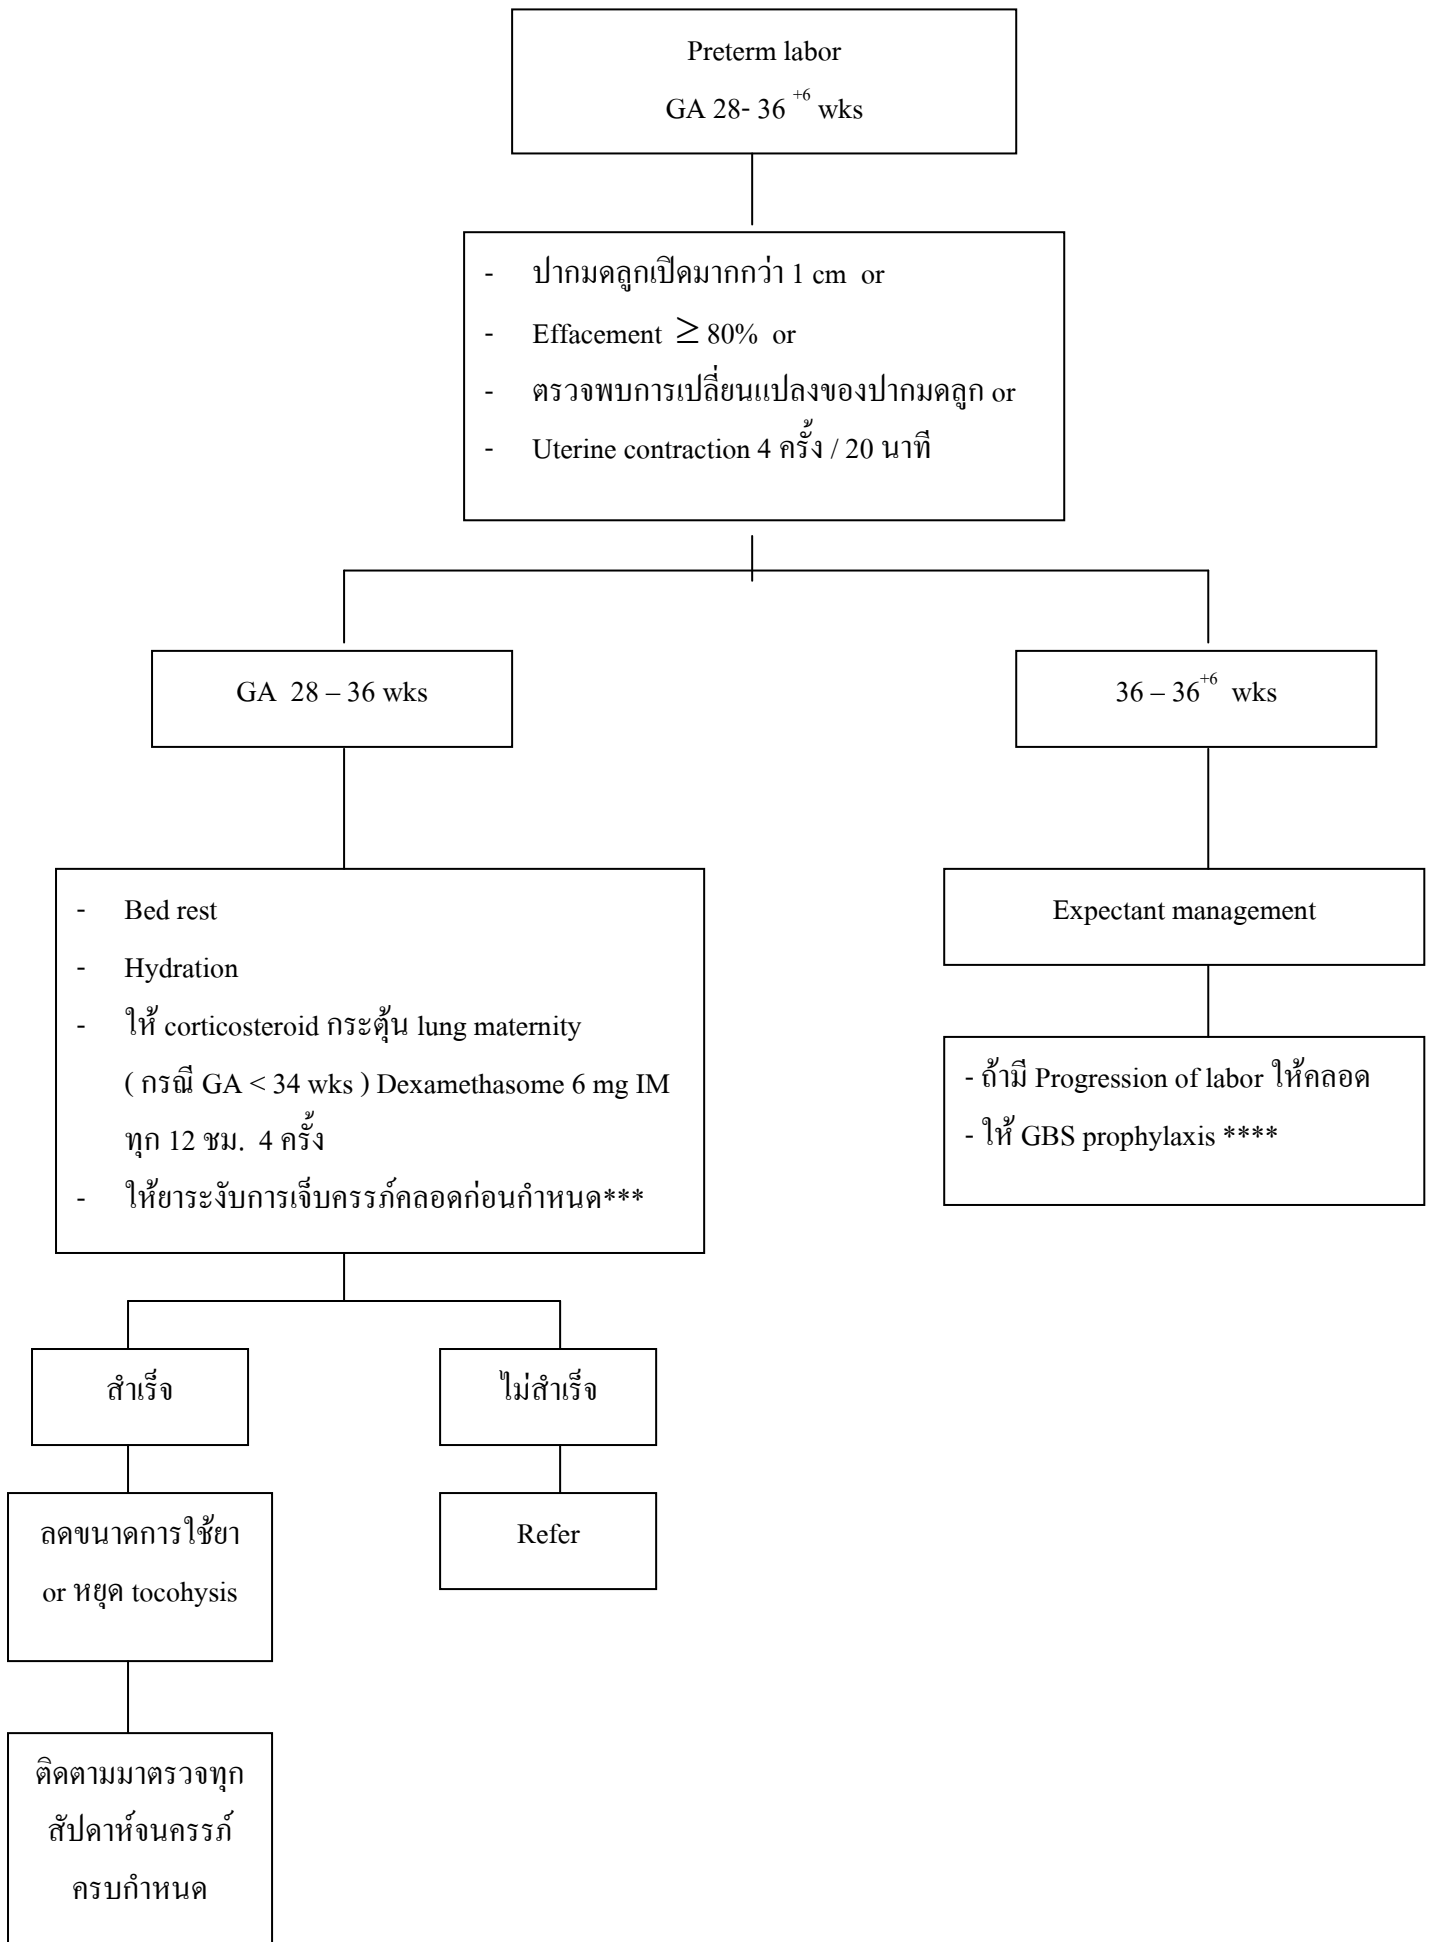 Preterm labor
GA 28- 36 +6 wks
- ปากมดลูกเปิดมากกว่า 1 cm or
- Effacement ≥ 80% or
- ตรวจพบการเปลี่ยนแปลงของปากมดลูก or
- Uterine contraction 4 ครั้ง / 20 นาที
GA 28 – 36 wks
36 – 36+6 wks
- Bed rest
- Hydration
- ให้ corticosteroid กระตุ้น lung maternity
( กรณี GA < 34 wks ) Dexamethasome 6 mg IM
ทุก 12 ชม. 4 ครั้ง
- ให้ยาระงับการเจ็บครรภ์คลอดก่อนกำหนด***
Expectant management
- ถ้ามี Progression of labor ให้คลอด
- ให้ GBS prophylaxis ****
สำเร็จ
ไม่สำเร็จ
ลดขนาดการใช้ยา
or หยุด tocohysis
Refer
ติดตามมาตรวจทุก
สัปดาห์จนครรภ์
ครบกำหนด